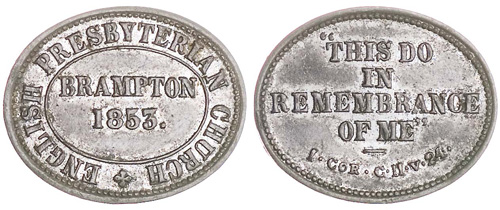 ENGLISH PRESBYTERIAN CHURCH
BRAMPTON
1853.
"THIS DO
IN
REMEMBRANCE
OF ME"
1. COR. C. 11. v. 24.